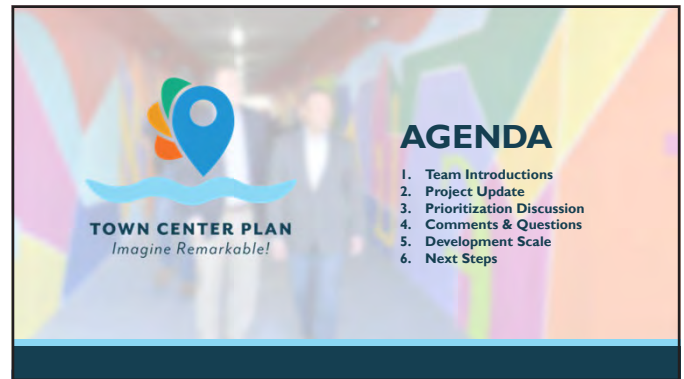 TOWN CENTER PLAN
Imagine Remarkable!
AGENDA
1. Team Introductions
2. Project Update
3. Prioritization Discussion
4. Comments & Questions
5. Development Scale
6. Next Steps